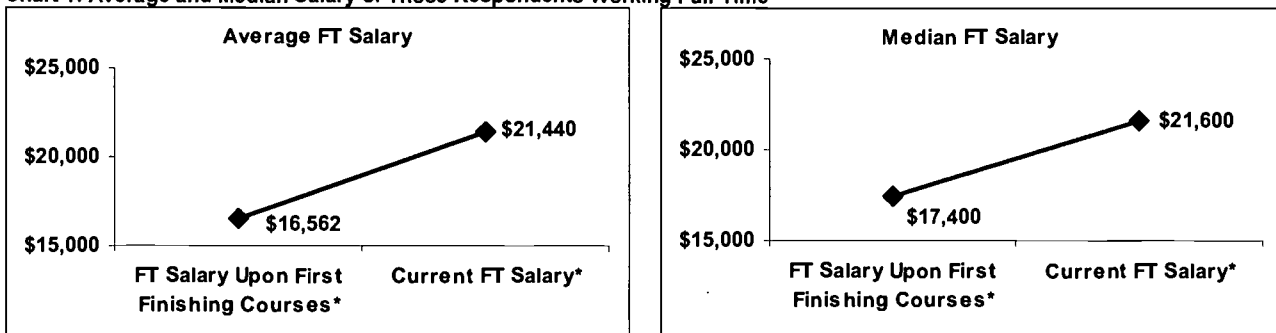 Average FT Salary
$25,000
$20,000
$15,000
$21,440
$16,562
FT Salary Upon First
Finishing Courses*
Current FT Salary*
Median FT Salary
$25,000
$20,000
$15,000
$21,600
$17,400
FT Salary Upon First
Finishing Courses*
Current FT Salary*